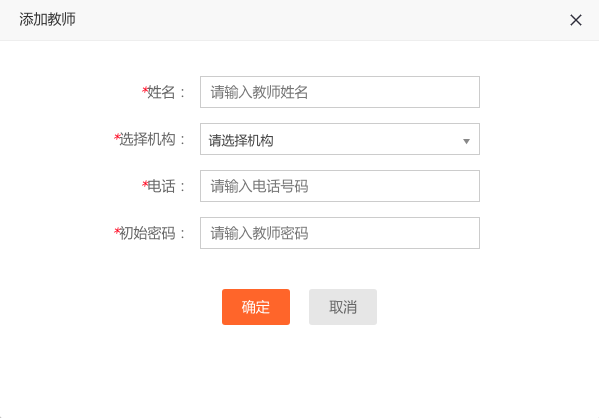 添加教师
*姓名： 请输入教师姓名
*选择机构： 请选择机构
*电话： 请输入电话号码
*初始密码： 请输入教师密码
确定 取消